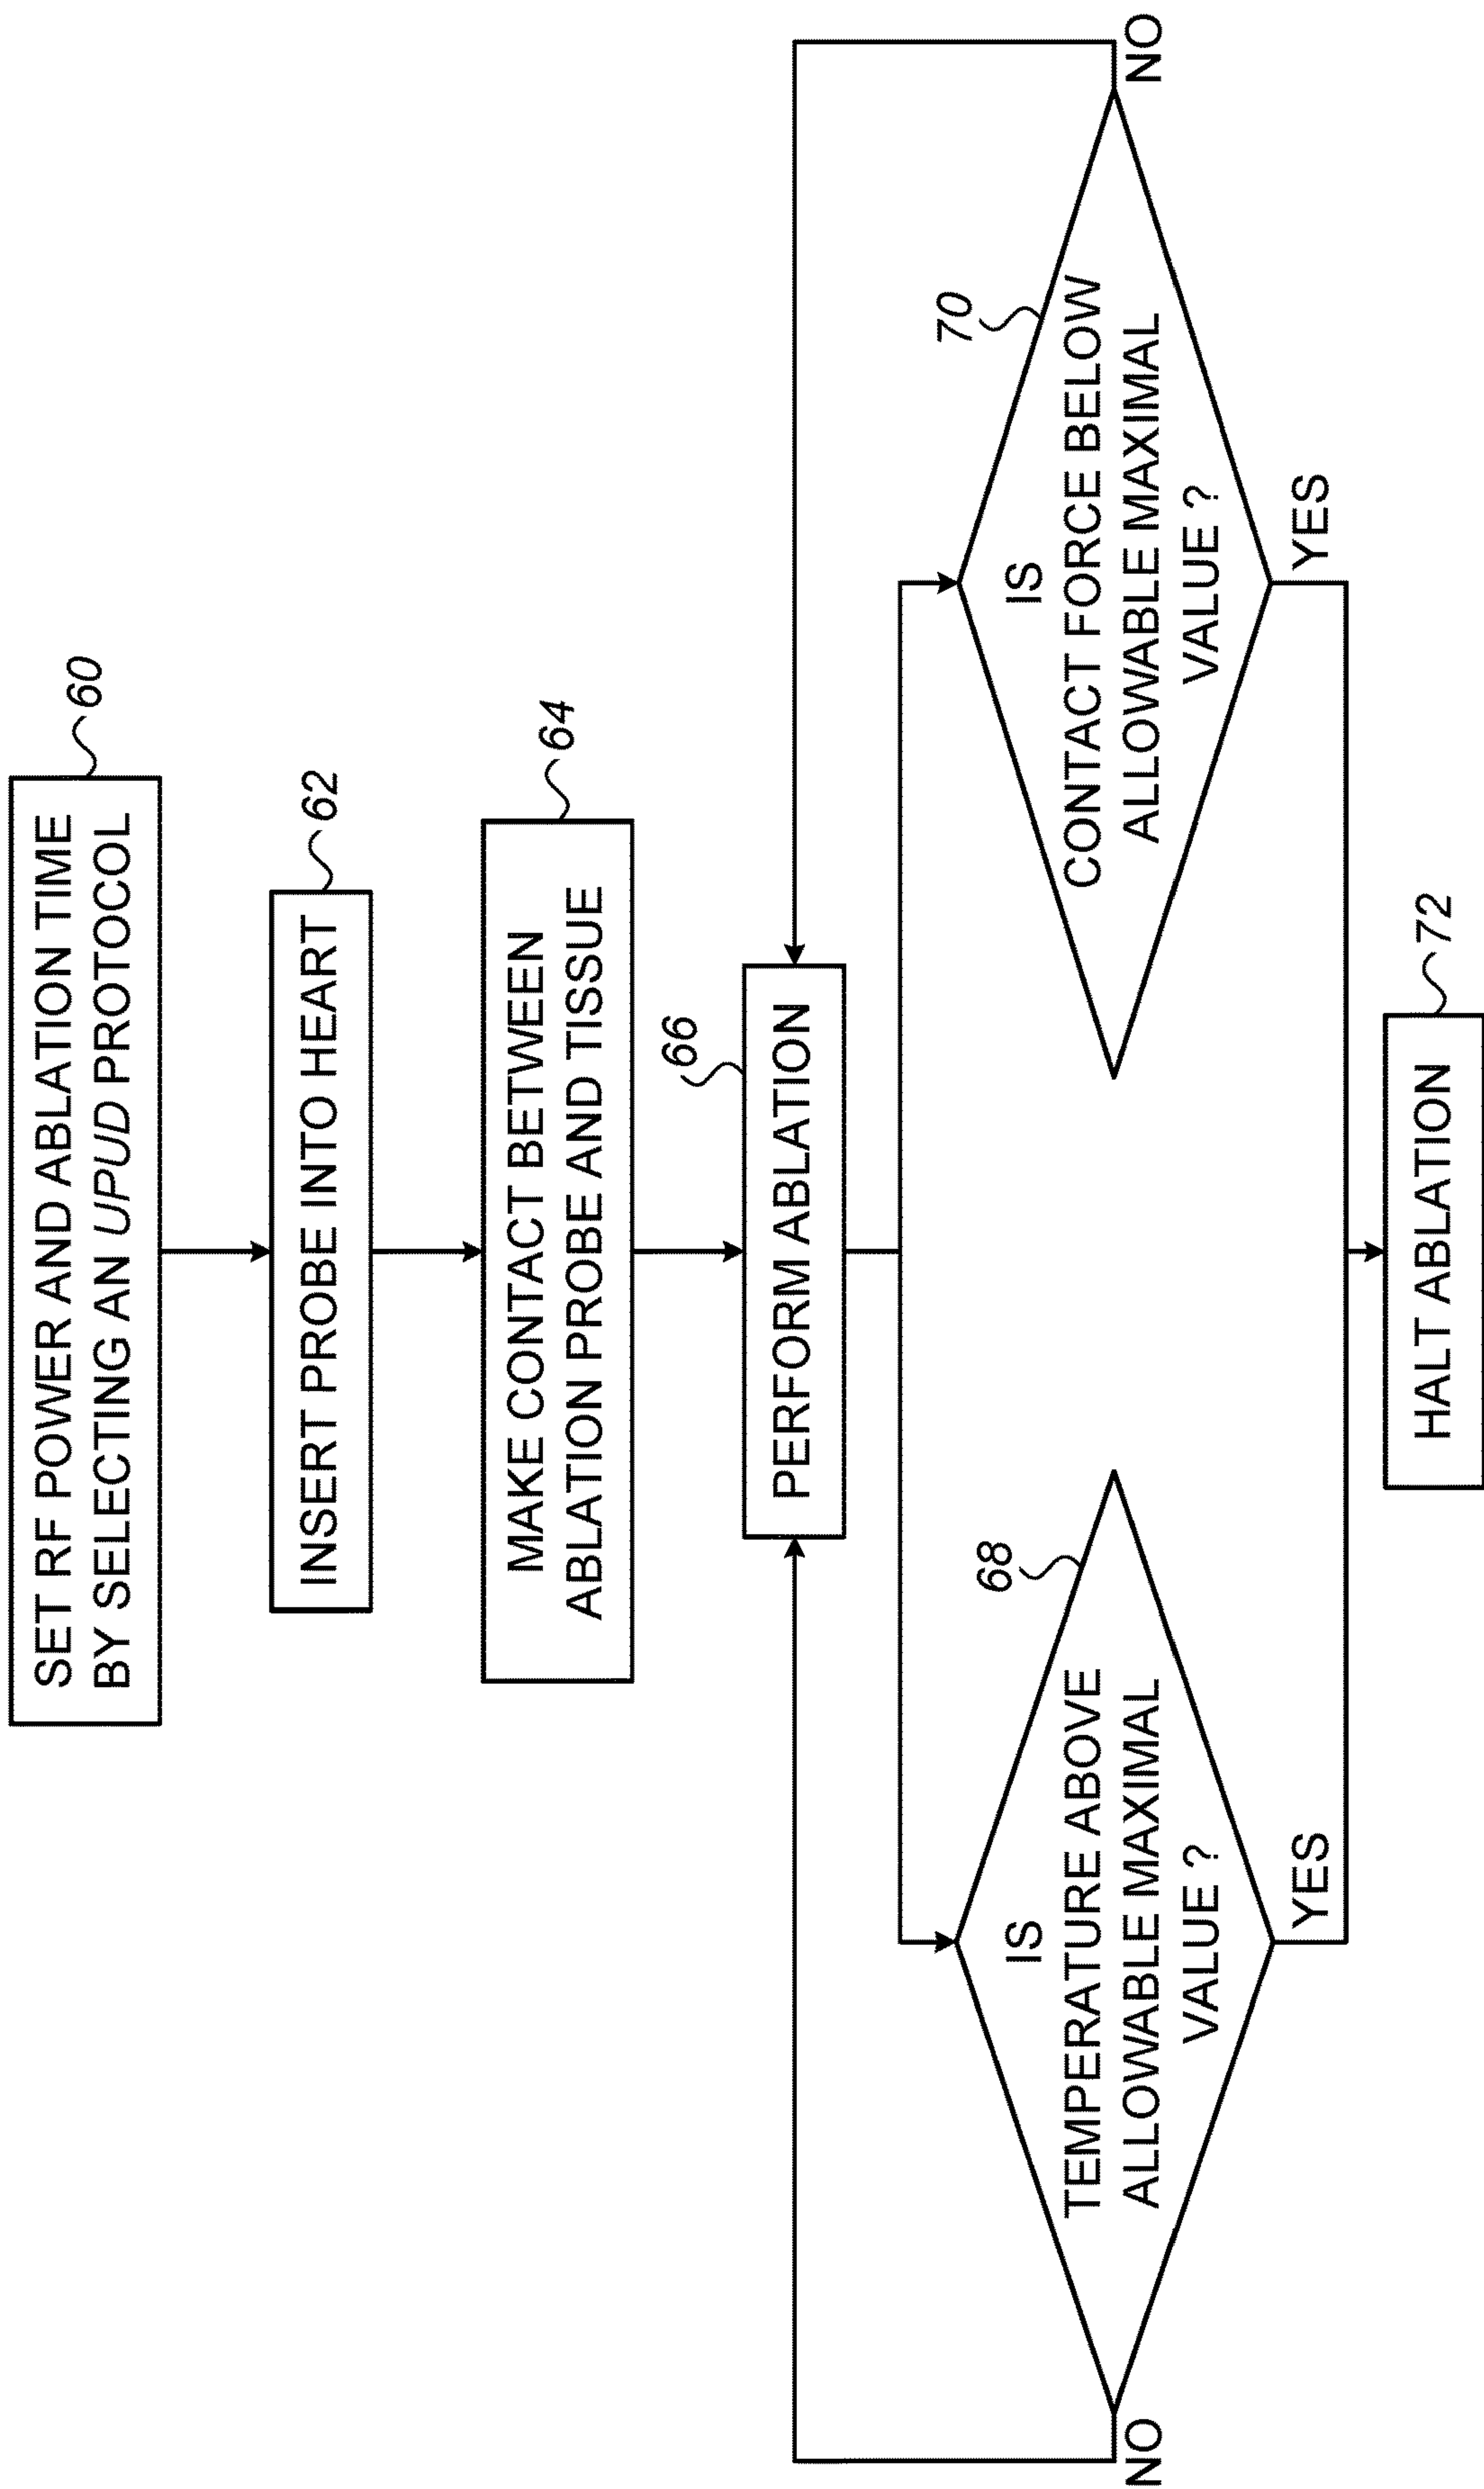 SET RF POWER AND ABLATION TIME
BY SELECTING AN UPUD PROTOCOL
60
INSERT PROBE INTO HEART
62
MAKE CONTACT BETWEEN
ABLATION PROBE AND TISSUE
64
66
PERFORM ABLATION
68
IS
TEMPERATURE ABOVE
ALLOWABLE MAXIMAL
VALUE ?
NO
YES
70
IS
CONTACT FORCE BELOW
ALLOWABLE MAXIMAL
VALUE ?
NO
YES
HALT ABLATION
72